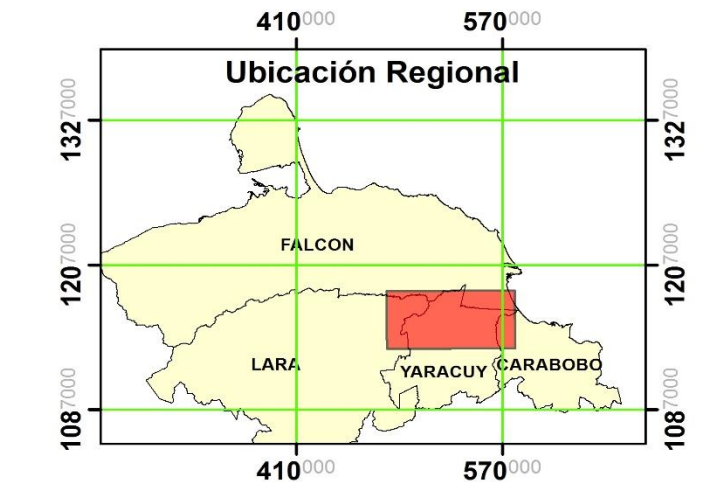 410000 570000
Ubicación Regional
1327000 1327000
FALCON
1207000 1207000
LARA YARACUY CARABOBO
1087000 1087000
410000 570000